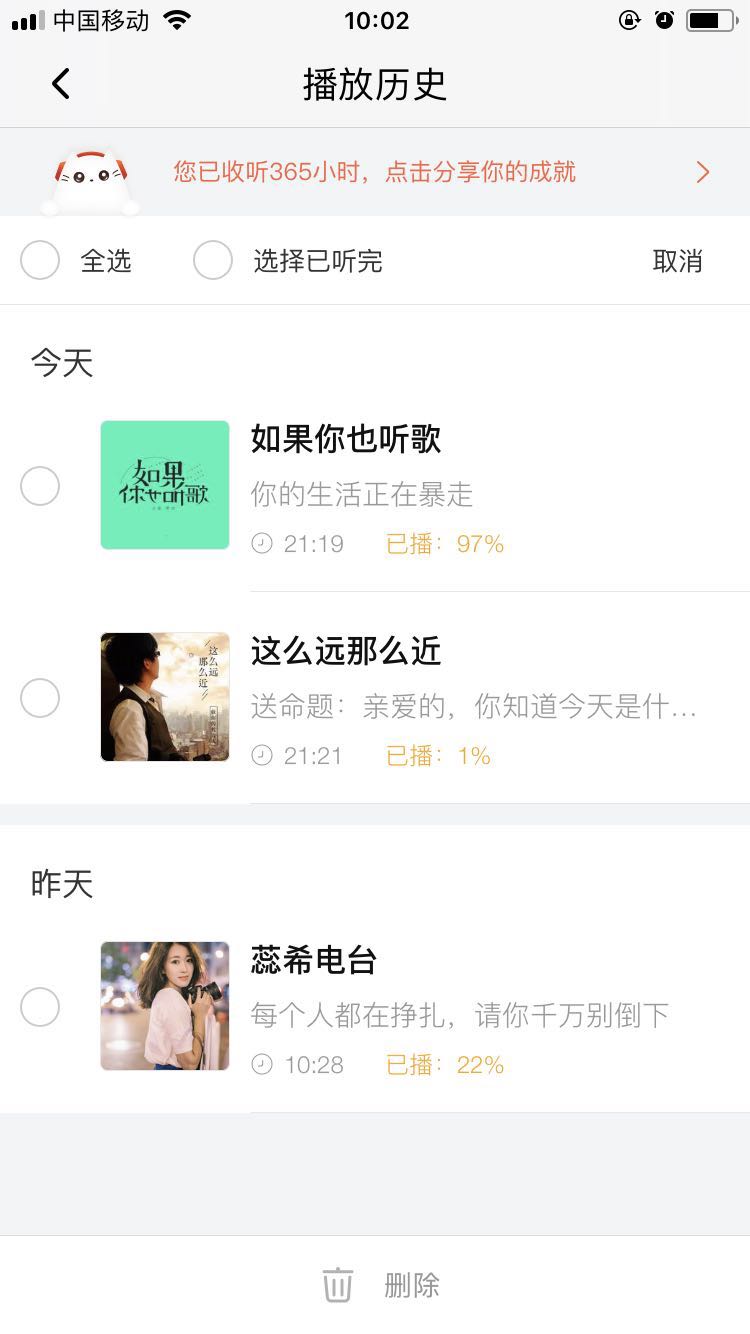 中国移动
10:02
播放历史
您已收听365小时，点击分享你的成就
全选
选择已听完
取消
今天
如果
你也听歌
如果你也听歌
你的生活正在暴走
21:19 已播：97%
这么远
那么近
这么远那么近
送命题：亲爱的，你知道今天是什...
21:21 已播：1%
昨天
蕊希电台
每个人都在挣扎，请你千万别倒下
10:28 已播：22%
删除